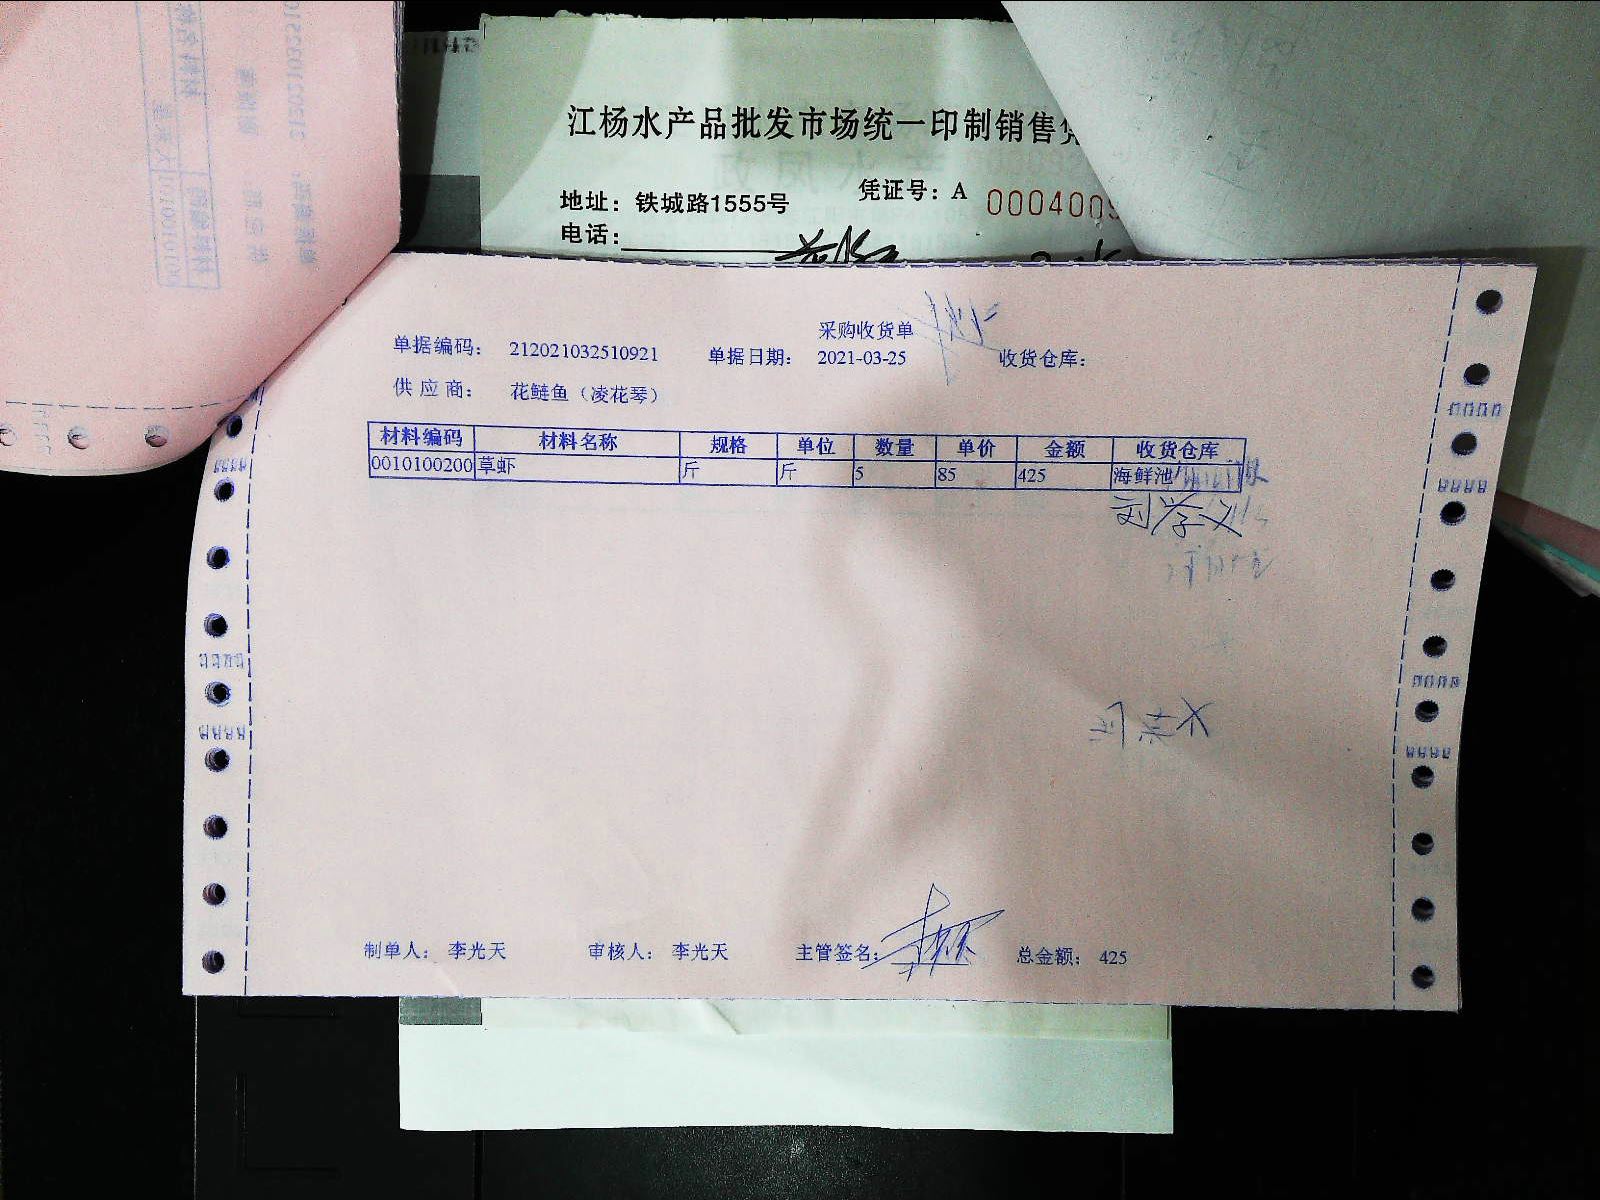 江杨水产品批发市场统一印制销售
地址：铁城路1555号 凭证号：A 0004009
电话：
采购收货单
单据编码： 212021032510921 单据日期： 2021-03-25 收货仓库：
供应商： 花鲢鱼（凌花琴）
材料编码 材料名称 规格 单位 数量 单价 金额 收货仓库
0010100200 草虾 斤 斤 5 85 425 海鲜池
刘学义
制单人： 李光天 审核人： 李光天 主管签名： 总金额： 425